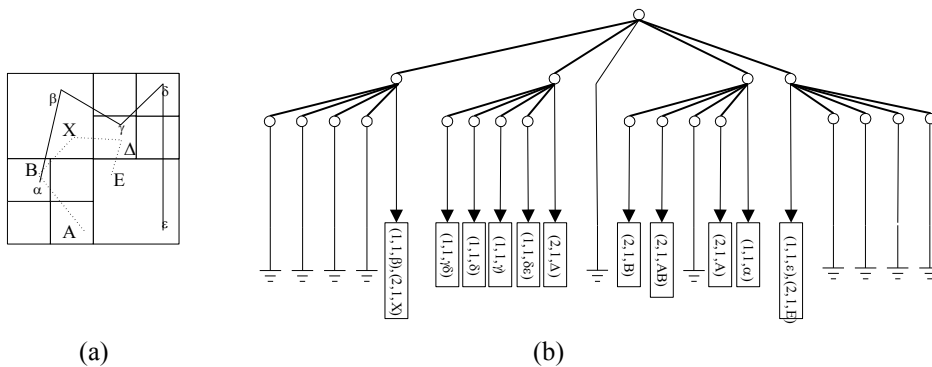 β
δ
γ
X
Δ
B
E
α
A
ε
(1,1,β),(2,1,X)
(1,1,γδ)
(1,1,δ)
(1,1,γ)
(1,1,δε)
(2,1,Δ)
(2,1,B)
(2,1,AB)
(2,1,A)
(1,1,α)
(1,1,ε),(2,1,E)
(a)
(b)